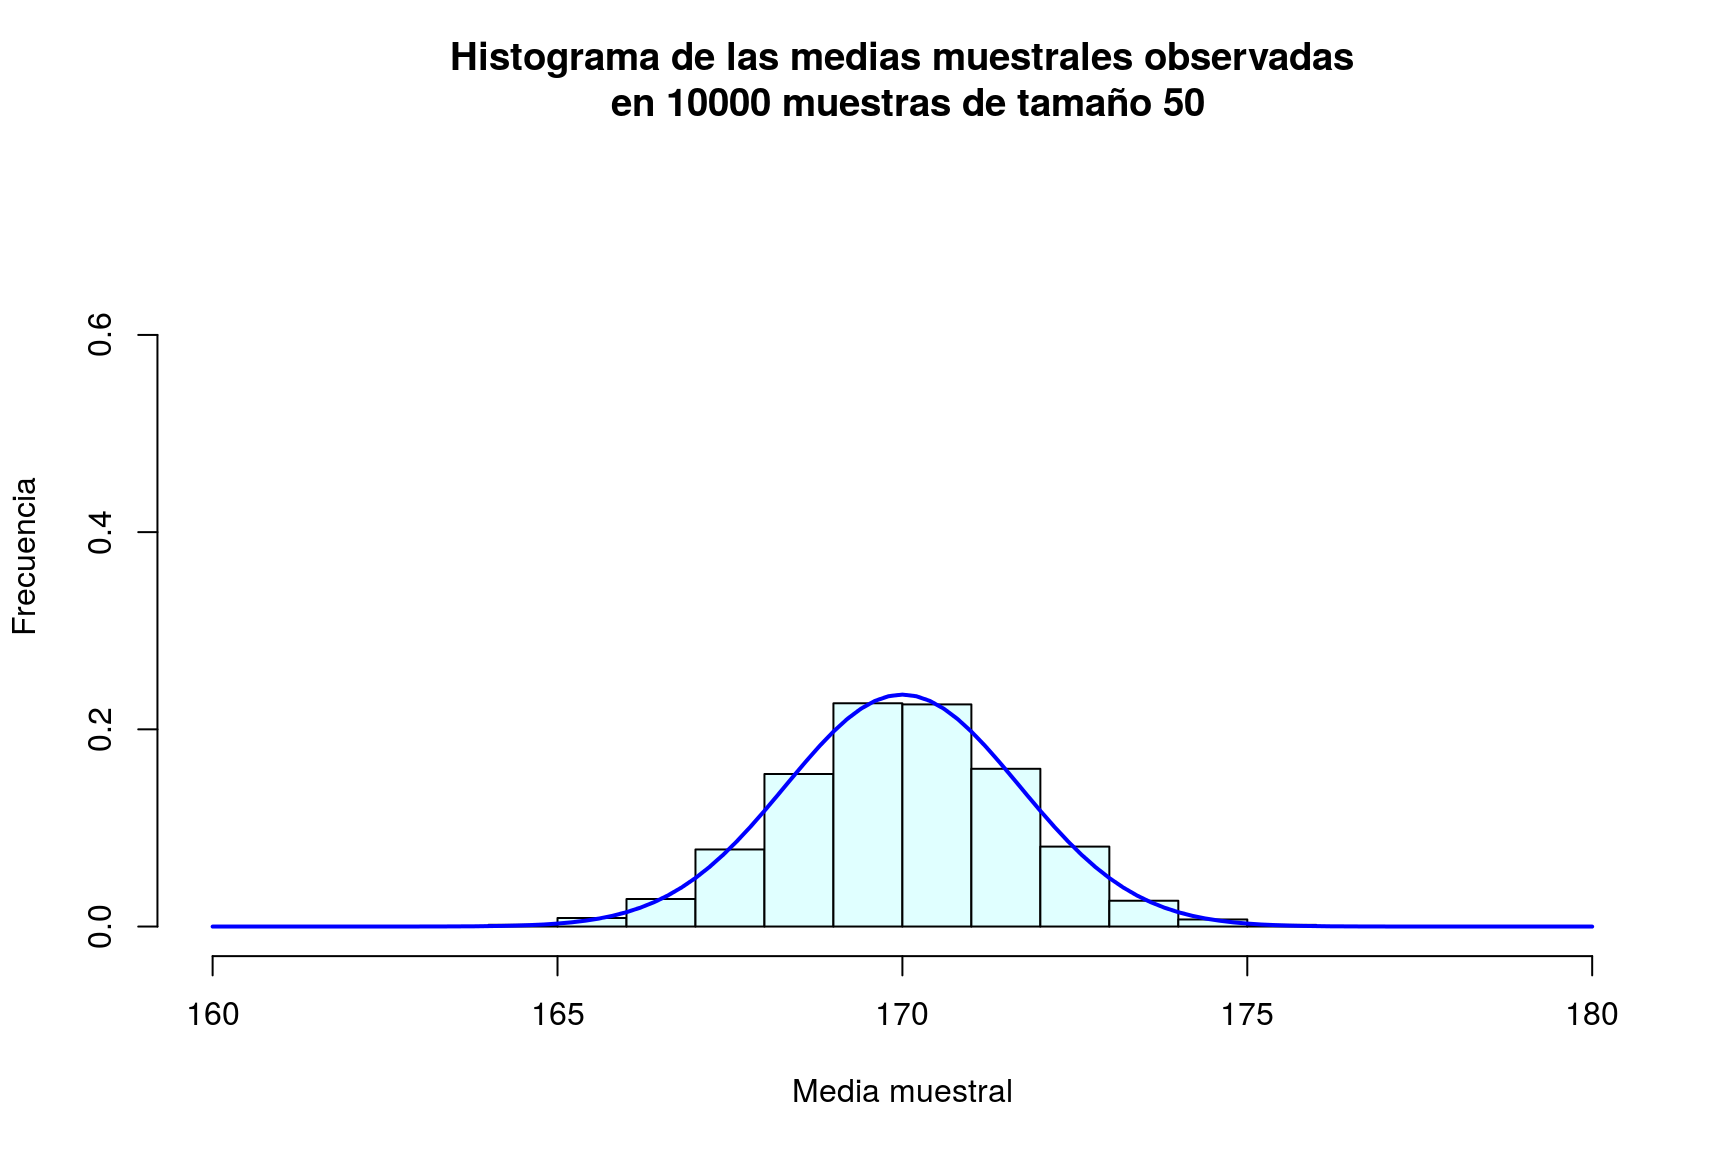 Histograma de las medias muestrales observadas
en 10000 muestras de tamaño 50
0.6
0.4
0.2
0.0
Frecuencia
160 165 170 175 180
Media muestral